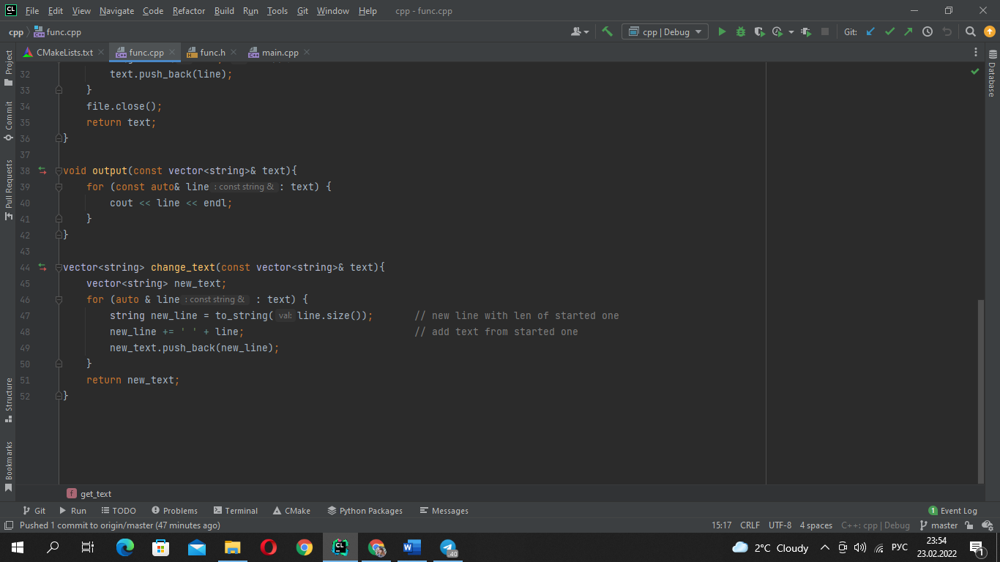 File Edit View Navigate Code Refactor Build Run Tools Git Window Help cpp - func.cpp
cpp func.cpp cpp | Debug Git:
CMakeLists.txt func.cpp func.h main.cpp
32 text.push_back(line);
33 }
34 file.close();
35 return text;
36 }
37
38 void output(const vector<string>& text){
39 for (const auto& line : const string & : text) {
40 cout << line << endl;
41 }
42 }
43
44 vector<string> change_text(const vector<string>& text){
45 vector<string> new_text;
46 for (auto & line : const string & : text) {
47 string new_line = to_string( val: line.size()); // new line with len of started one
48 new_line += ' ' + line; // add text from started one
49 new_text.push_back(new_line);
50 }
51 return new_text;
52 }
Project
Commit
Pull Requests
Structure
Bookmarks
Database
f get_text
Git Run TODO Problems Terminal CMake Python Packages Messages 1 Event Log
Pushed 1 commit to origin/master (47 minutes ago) 15:17 CRLF UTF-8 4 spaces C++: cpp | Debug master
40 2°C Cloudy РУС 23:54
23.02.2022 1